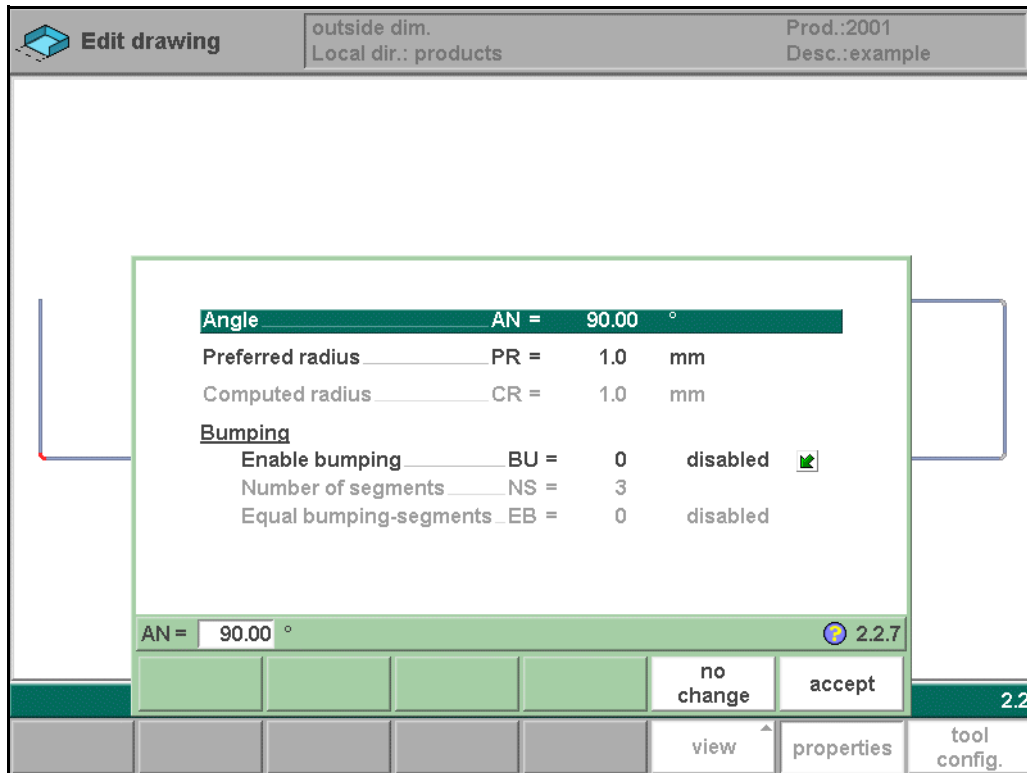 Edit drawing
outside dim.
Local dir.: products
Prod.:2001
Desc.:example
Angle AN = 90.00 °
Preferred radius PR = 1.0 mm
Computed radius CR = 1.0 mm
Bumping
Enable bumping BU = 0 disabled
Number of segments NS = 3
Equal bumping-segments EB = 0 disabled
AN = 90.00 °
? 2.2.7
no
change
accept
2.2
view
properties
tool
config.